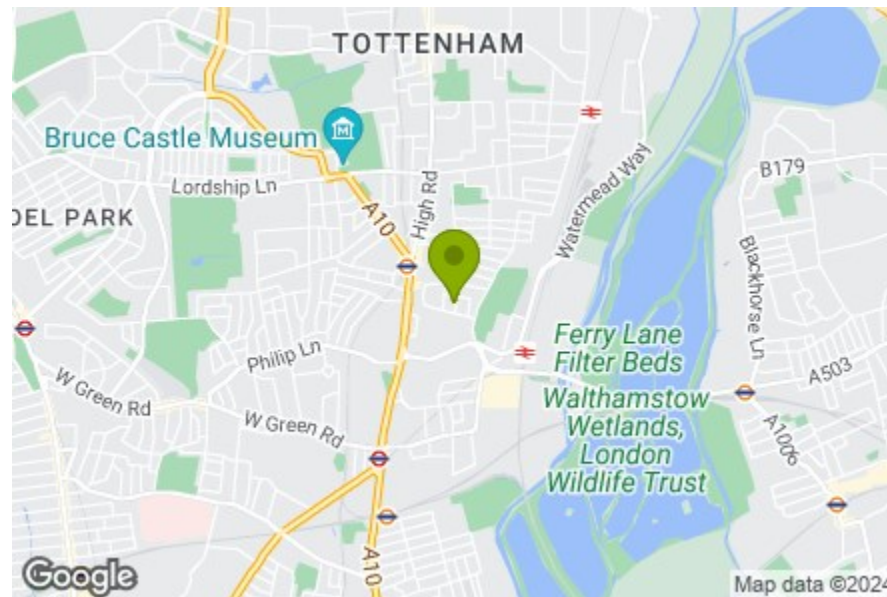 TOTTENHAM
Bruce Castle Museum
M
Lordship Ln
High Rd
Watermead Way
B179
OEL PARK
A10
Blackhorse Ln
Philip Ln
Ferry Lane
Filter Beds
A503
W Green Rd
W Green Rd
Walthamstow
Wetlands,
London
Wildlife Trust
A1006
A10
Google
Map data ©2024